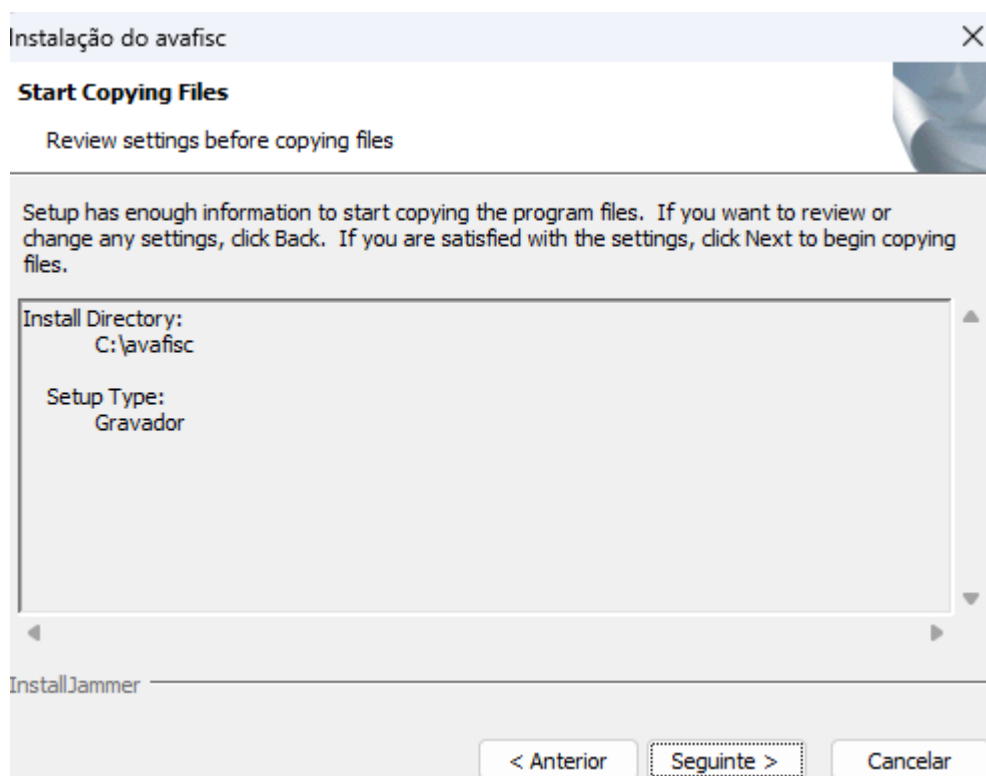 Instalação do avafisc
Start Copying Files
Review settings before copying files
Setup has enough information to start copying the program files.  If you want to review or
change any settings, click Back.  If you are satisfied with the settings, click Next to begin copying
files.
Install Directory:
C:\avafisc
Setup Type:
Gravador
InstallJammer
< Anterior
Seguinte >
Cancelar